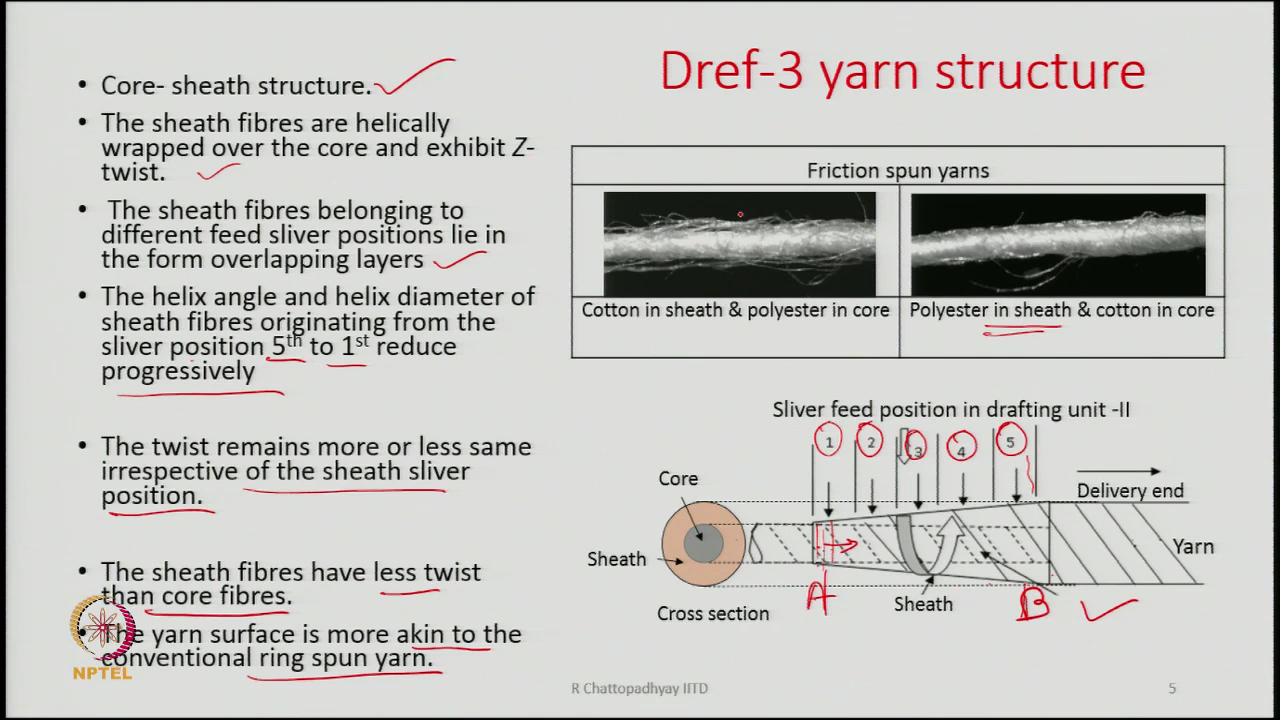 Dref-3 yarn structure
• Core- sheath structure.
• The sheath fibres are helically
wrapped over the core and exhibit Z-
twist.
• The sheath fibres belonging to
different feed sliver positions lie in
the form overlapping layers
• The helix angle and helix diameter of
sheath fibres originating from the
sliver position 5th to 1st reduce
progressively
• The twist remains more or less same
irrespective of the sheath sliver
position.
• The sheath fibres have less twist
than core fibres.
• The yarn surface is more akin to the
conventional ring spun yarn.
NPTEL
Friction spun yarns
Cotton in sheath & polyester in core
Polyester in sheath & cotton in core
Sliver feed position in drafting unit -II
1 2 3 4 5
Core
Delivery end
Sheath
Yarn
Sheath
A B
Cross section
R Chattopadhyay IITD
5